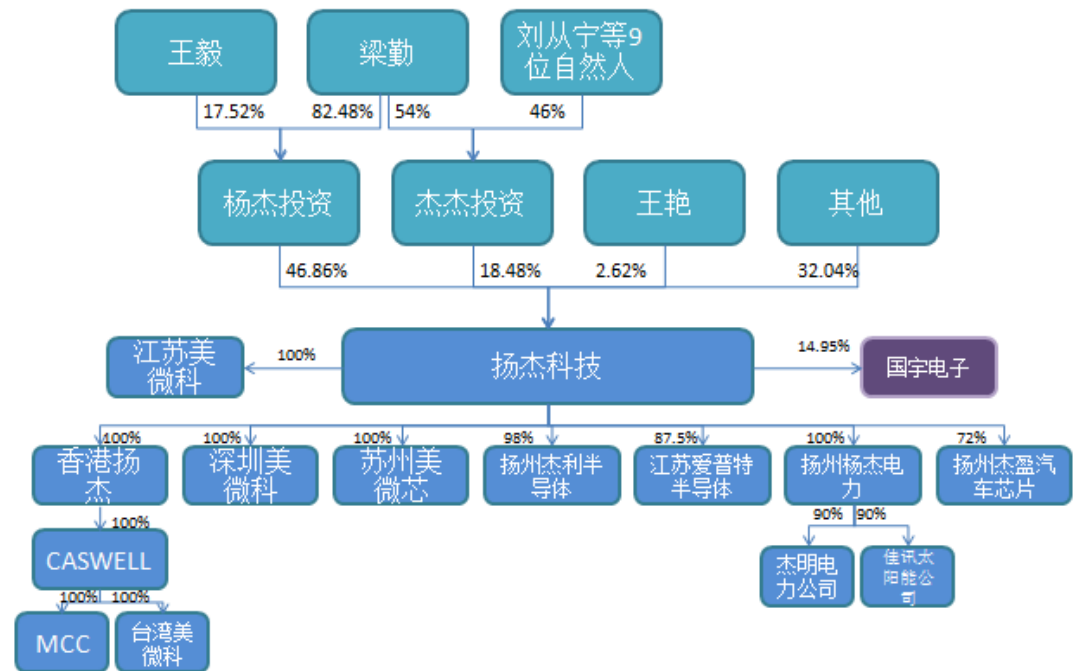 王毅
梁勤
刘从宁等9
位自然人
17.52%
82.48%
54%
46%
杨杰投资
杰杰投资
王艳
其他
46.86%
18.48%
2.62%
32.04%
江苏美
微科
100%
扬杰科技
14.95%
国宇电子
100%
100%
100%
98%
87.5%
100%
72%
香港扬
杰
深圳美
微科
苏州美
微芯
扬州杰利半
导体
江苏爱普特
半导体
扬州杨杰电
力
扬州杰盈汽
车芯片
100%
90%
90%
CASWELL
杰明电
力公司
佳讯太
阳能公
司
100%
100%
MCC
台湾美
微科